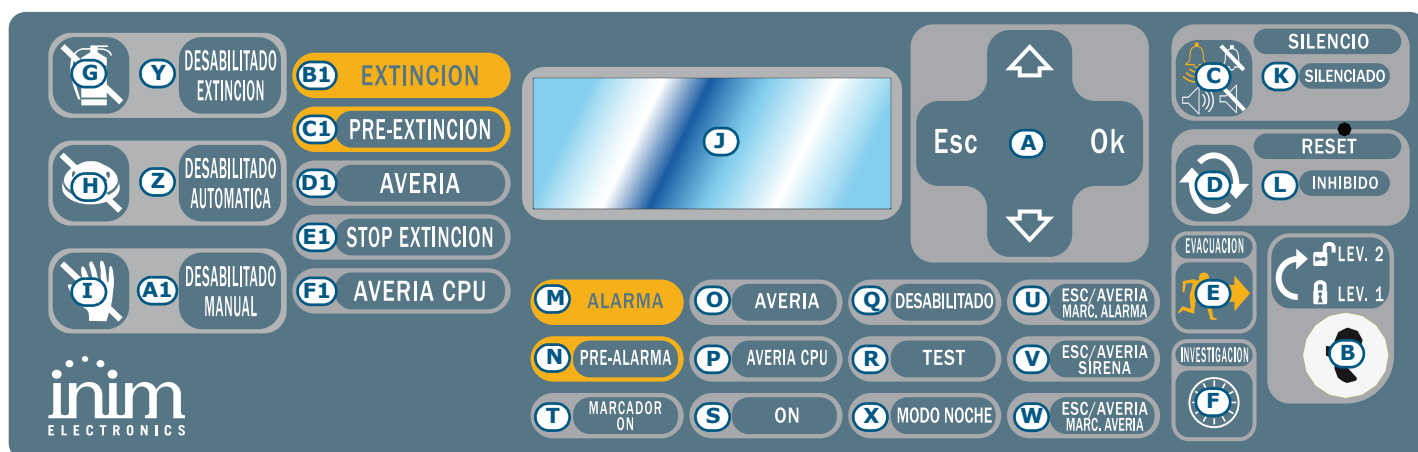 G
Y
DESABILITADO
EXTINCION
H
Z
DESABILITADO
AUTOMATICA
I
A1
DESABILITADO
MANUAL
inim
ELECTRONICS
B1 EXTINCION
C1 PRE-EXTINCION
D1 AVERIA
E1 STOP EXTINCION
F1 AVERIA CPU
J
Esc A Ok
M ALARMA
O AVERIA
Q DESABILITADO
U ESC/AVERIA
MARC. ALARMA
N PRE-ALARMA
P AVERIA CPU
R TEST
V ESC/AVERIA
SIRENA
T MARCADOR
ON
S ON
X MODO NOCHE
W ESC/AVERIA
MARC. AVERIA
C
SILENCIO
K SILENCIADO
D
RESET
L INHIBIDO
EVACUACION
E
INVESTIGACION
F
LEV. 2
LEV. 1
B